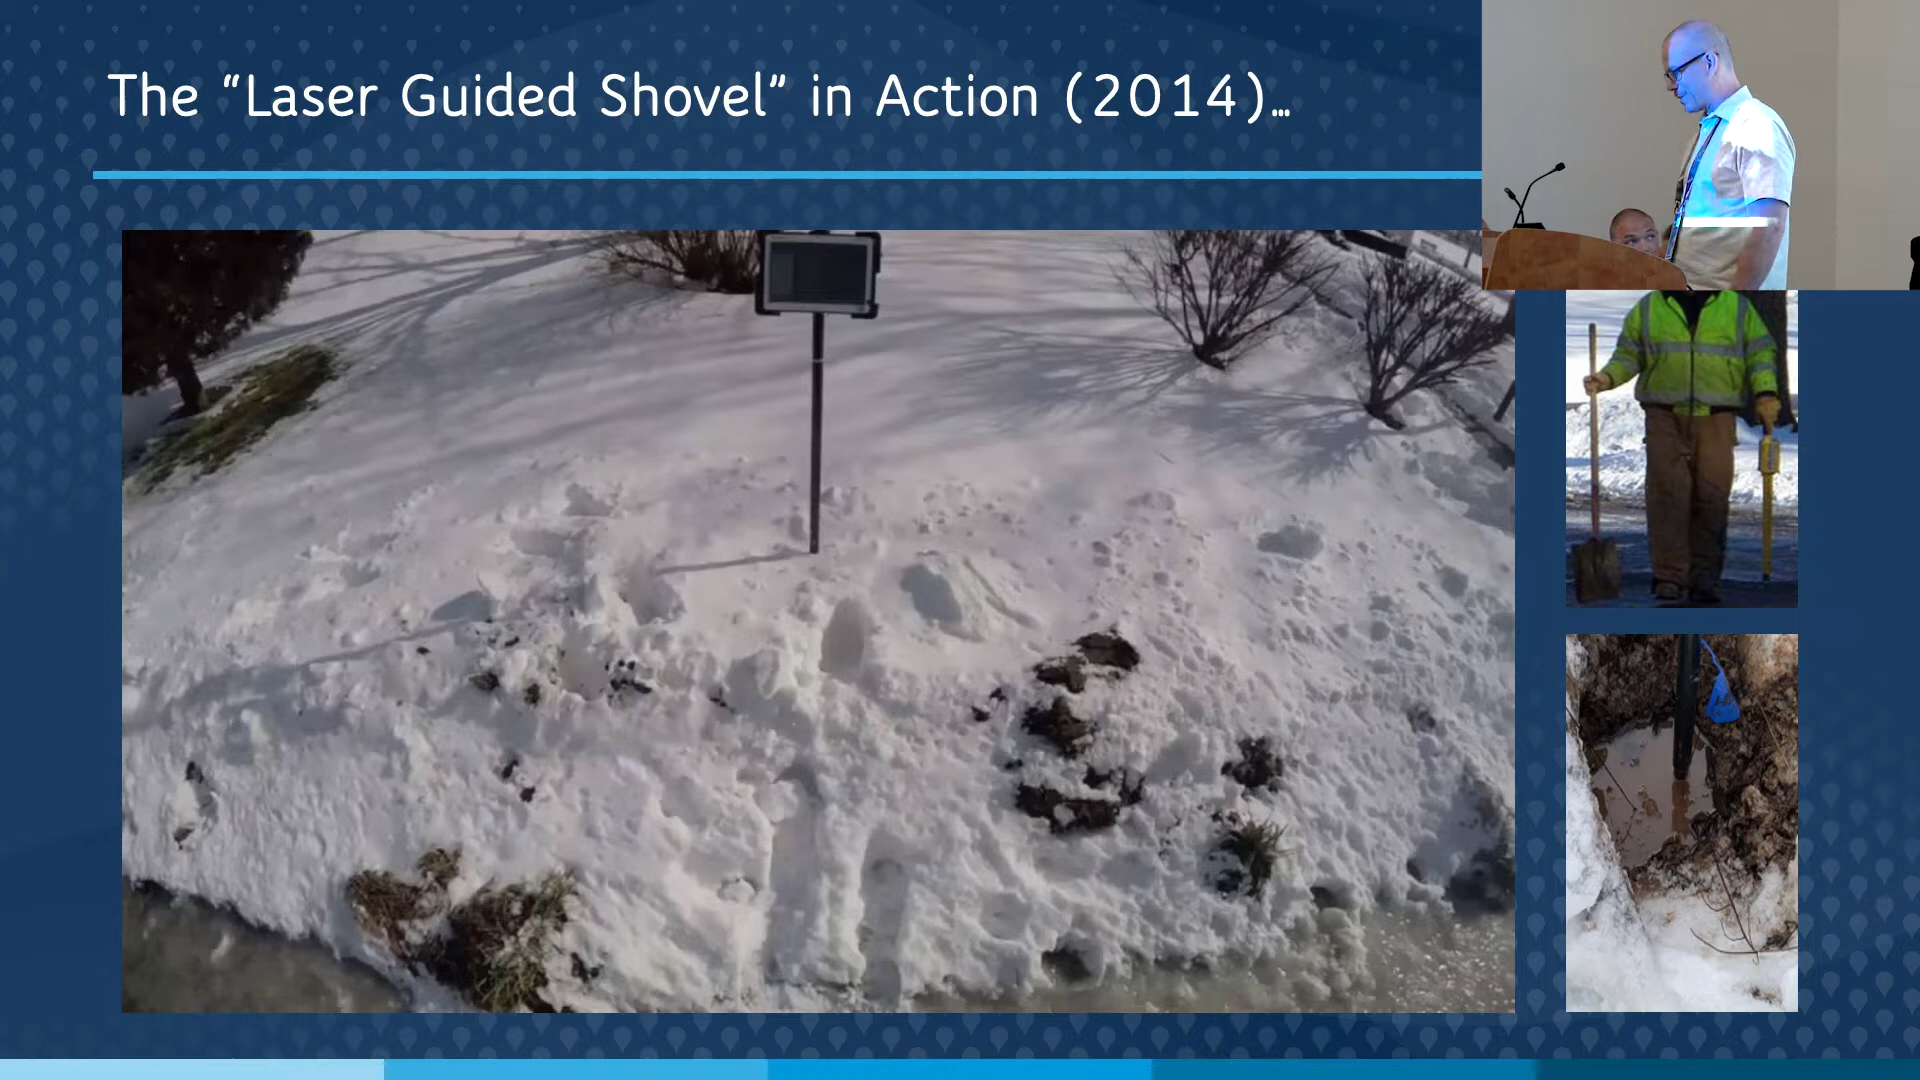 The “Laser Guided Shovel” in Action (2014)…